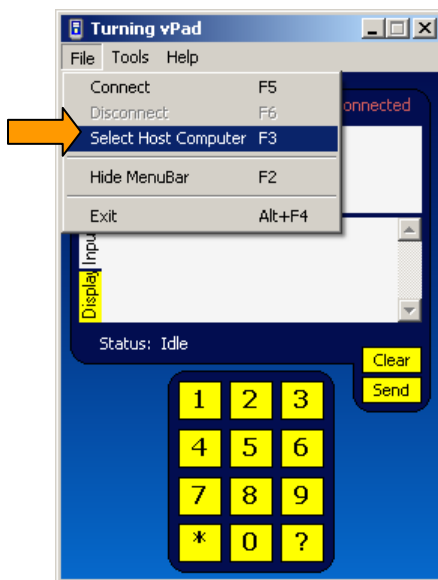 Turning vPad
File Tools Help
Connect F5
Disconnect F6
Select Host Computer F3
Hide MenuBar F2
Exit Alt+F4
onnected
Inpu
Display
Status: Idle
Clear
Send
1 2 3
4 5 6
7 8 9
* 0 ?